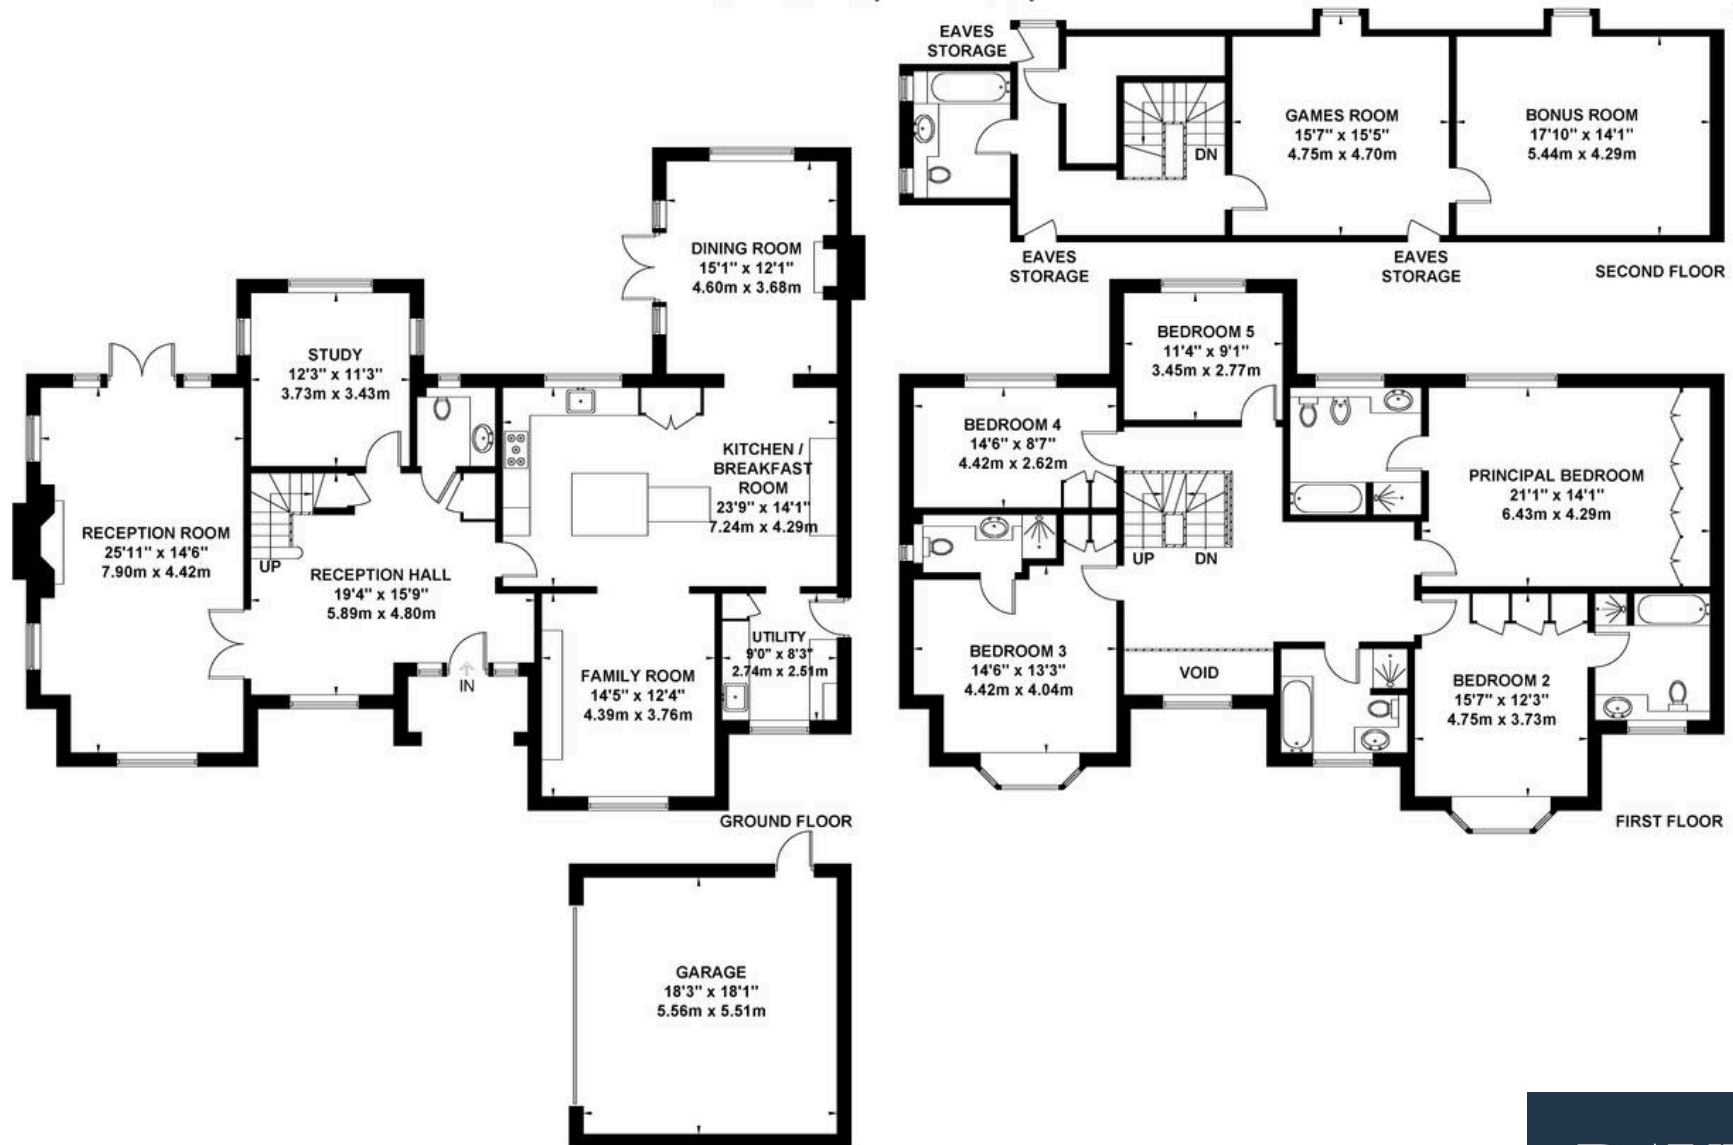 EAVES
STORAGE
GAMES ROOM
15'7" x 15'5"
4.75m x 4.70m
BONUS ROOM
17'10" x 14'1"
5.44m x 4.29m
DN
EAVES
STORAGE
EAVES
STORAGE
SECOND FLOOR
DINING ROOM
15'1" x 12'1"
4.60m x 3.68m
STUDY
12'3" x 11'3"
3.73m x 3.43m
KITCHEN /
BREAKFAST
ROOM
23'9" x 14'1"
7.24m x 4.29m
RECEPTION ROOM
25'11" x 14'6"
7.90m x 4.42m
UP
RECEPTION HALL
19'4" x 15'9"
5.89m x 4.80m
IN
FAMILY ROOM
14'5" x 12'4"
4.39m x 3.76m
UTILITY
9'0" x 8'3"
2.74m x 2.51m
GROUND FLOOR
BEDROOM 5
11'4" x 9'1"
3.45m x 2.77m
BEDROOM 4
14'6" x 8'7"
4.42m x 2.62m
PRINCIPAL BEDROOM
21'1" x 14'1"
6.43m x 4.29m
UP
DN
BEDROOM 3
14'6" x 13'3"
4.42m x 4.04m
VOID
BEDROOM 2
15'7" x 12'3"
4.75m x 3.73m
FIRST FLOOR
GARAGE
18'3" x 18'1"
5.56m x 5.51m